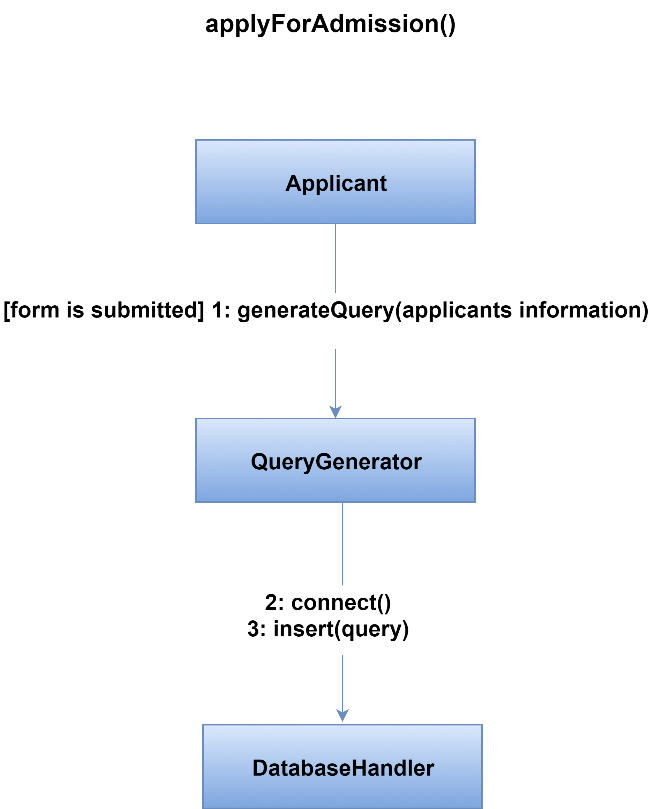 applyForAdmission()
Applicant
[form is submitted] 1: generateQuery(applicants information)
QueryGenerator
2: connect()
3: insert(query)
DatabaseHandler